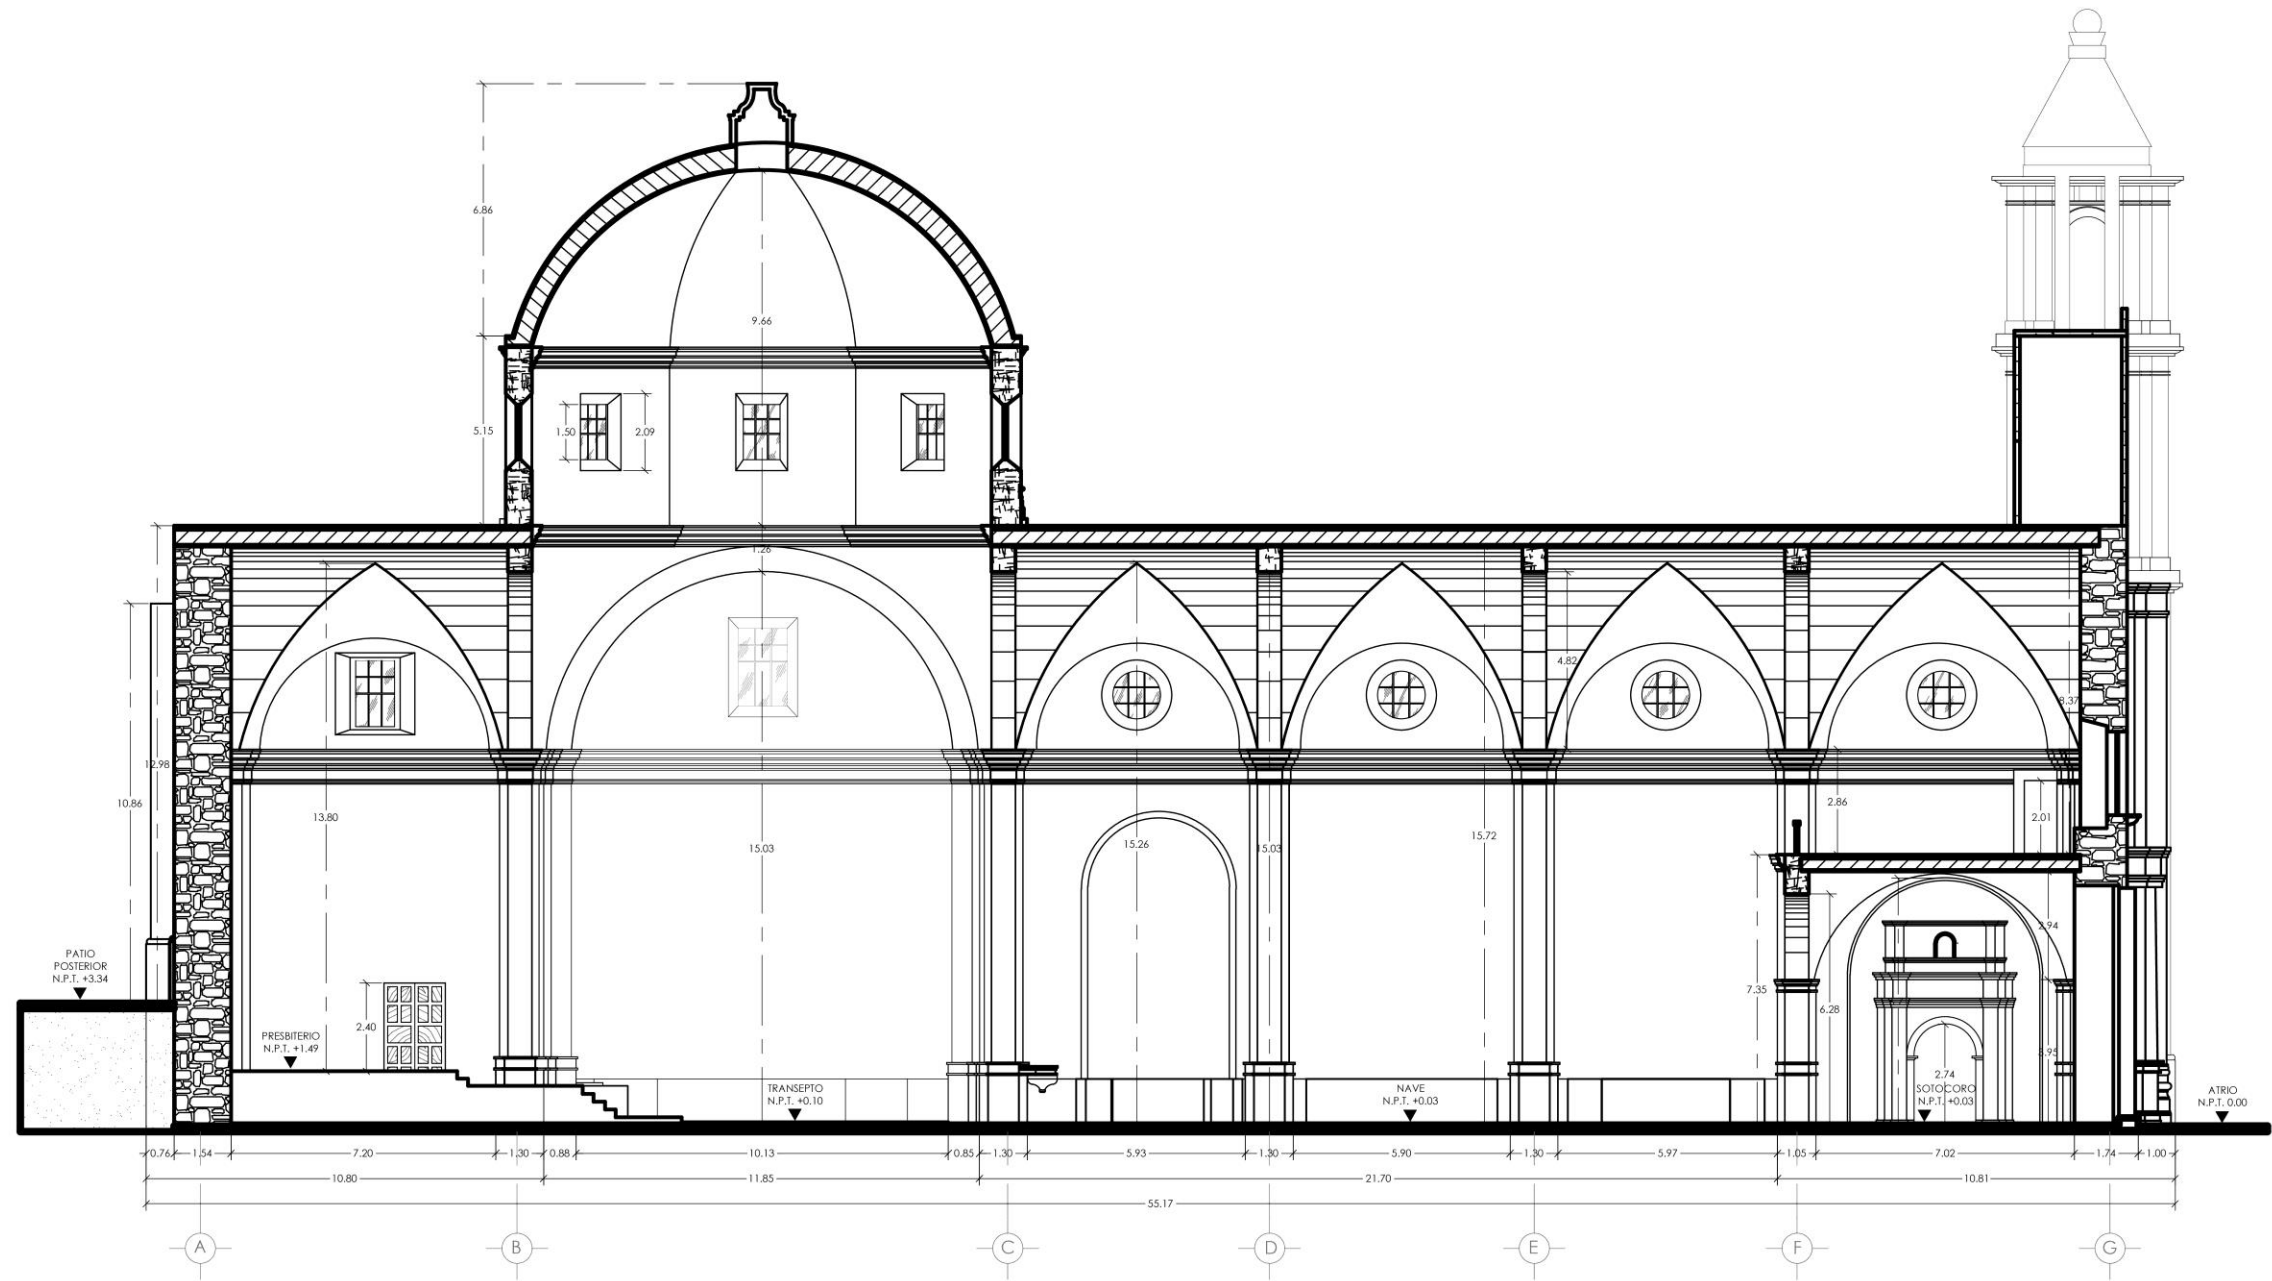 6.86
9.66
5.15
1.50
2.09
1.26
12.98
10.86
13.80
15.03
15.26
15.03
15.72
4.82
8.37
2.86
2.01
7.35
6.28
2.94
3.95
2.74
2.40
PATIO
POSTERIOR
N.P.T. +3.34
PRESBITERIO
N.P.T. +1.49
TRANSEPTO
N.P.T. +0.10
NAVE
N.P.T. +0.03
SOTOCORO
N.P.T. +0.03
ATRIO
N.P.T. 0.00
0.76 1.54 7.20 1.30 0.88 10.13 0.85 1.30 5.93 1.30 5.90 1.30 5.97 1.05 7.02 1.74 1.00
10.80 11.85 21.70 10.81
55.17
A B C D E F G